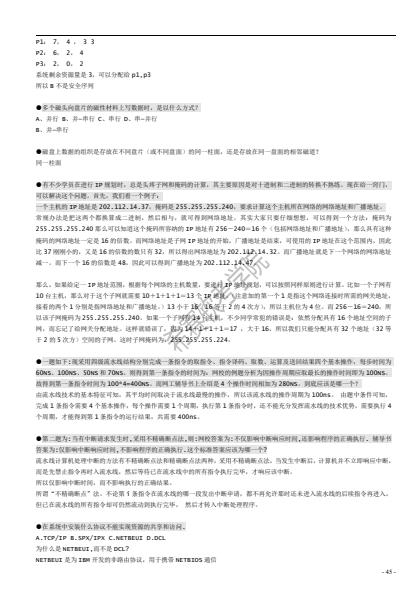 P1: 7, 4 , 3 3
P2: 6, 2, 4
P3: 2, 0, 2
系统剩余资源量是 3, 可以分配给 p1,p3
所以 B 不是安全序列
●多个磁头向盘片的磁性材料上写数据时，是以什么方式?
A、并行 B、并-串行 C、串行 D、串-并行
B、并-串行
●磁盘上数据的组织是存在不同盘片（或不同盘面）的同一柱面，还是存放在同一盘面的相邻磁道?
同一柱面
●有不少学员在进行 IP 规划时，总是头疼子网和掩码的计算，其主要原因是对十进制和二进制的转换不熟练。现在给一窍门，
可以解决这个问题。首先，我们看一个例子：
一个主机的 IP 地址是 202.112.14.37，掩码是 255.255.255.240，要求计算这个主机所在网络的网络地址和广播地址。
常规办法是把这两个都换算成二进制，然后相与，就可得到网络地址。其实大家只要仔细想想，可以得到一个方法：掩码为
255.255.255.240 那么可以知道这个掩码所容纳的 IP 地址有 256-240=16 个（包括网络地址和广播地址），那么具有这种
掩码的网络地址一定是 16 的倍数。而网络地址是子网 IP 地址的开始，广播地址是结束，可使用的 IP 地址在这个范围内，因此
比 37 刚刚小的，又是 16 的倍数的数只有 32，所以得出网络地址为 202.112.14.32。而广播地址就是下一个网络的网络地址
减一。而下一个 16 的倍数是 48，因此可以得到广播地址为 202.112.14.47。
那么，如果给定一 IP 地址范围，根据每个网络的主机数量，要进行 IP 地址规划，可以按照同样原则进行计算。比如一个子网有
10 台主机，那么对于这个子网就需要 10+1+1+1=13 个 IP 地址。（注意加的第一个 1 是指这个网络连接时所需的网关地址，
接着的两个 1 分别是指网络地址和广播地址。）13 小于 16（16 等于 2 的 4 次方），所以主机位为 4 位。而 256-16=240，所
以该子网掩码为 255.255.255.240。如果一个子网有 14 台主机，不少同学常犯的错误是：依然分配具有 16 个地址空间的子
网，而忘记了给网关分配地址。这样就错误了，因为 14+1+1+1=17 ，大于 16，所以我们只能分配具有 32 个地址（32 等
于 2 的 5 次方）空间的子网。这时子网掩码为：255.255.255.224。
●一题如下:现采用四级流水线结构分别完成一条指令的取指令、指令译码、取数、运算及送回结果四个基本操作，每步时间为
60NS、100NS、50NS 和 70NS。则得到第一条指令的时间为：网校的例题分析为因操作周期应取最长的操作时间即为 100NS，
故得到第一条指令时间为 100*4=400NS。而网工辅导书上介绍是 4 个操作时间相加为 280NS。到底应该是哪一个?
由流水线技术的基本特征可知，其平均时间取决于流水线最慢的操作，所以该流水线的操作周期为 100ns。 由题中条件可知，
完成 1 条指令需要 4 个基本操作，每个操作需要 1 个周期，执行第 1 条指令时，还不能充分发挥流水线的技术优势，需要执行 4
个周期，才能得到第 1 条指令的运行结果，共需要 400ns。
●第二题为:当有中断请求发生时,采用不精确断点法,则:网校答案为:不仅影响中断响应时间,还影响程序的正确执行。辅导书
答案为:仅影响中断响应时间,不影响程序的正确执行。这个标准答案应该为哪一个?
流水线计算机处理中断的方法有不精确断点法和精确断点法两种。采用不精确断点法，当发生中断后，计算机并不立即响应中断，
而是先禁止指令再时入流水线，然后等待已在流水线中的所有指令执行完毕，才响应该中断。
所以仅影响中断时间，而不影响执行的正确结果。
所谓“不精确断点”法，不论第 1 条指令在流水线的哪一段发出中断申请，都不再允许那时还未进入流水线的后续指令再进入，
但已在流水线的所有指令却可仍然流动到执行完毕， 然后才转入中断处理程序。
●在系统中安装什么协议不能实现资源的共享和访问。
A.TCP/IP B.SPX/IPX C.NETBEUI D.DCL
为什么是 NETBEUI,而不是 DCL?
NETBEUI 是为 IBM 开发的非路由协议，用于携带 NETBIOS 通信
- 45 -